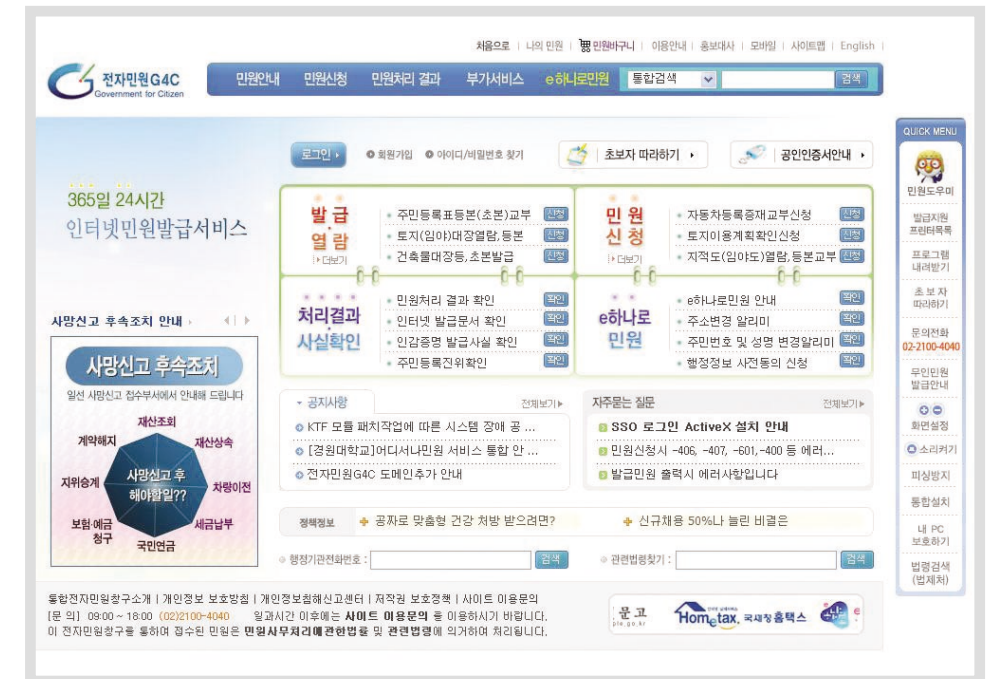 처음으로 | 나의 민원 | 민원바구니 | 이용안내 | 홍보대사 | 모바일 | 사이트맵 | English
전자민원G4C
Government for Citizen
민원안내 민원신청 민원처리 결과 부가서비스 e하나로민원 통합검색 검색
로그인 회원가입 아이디/비밀번호 찾기 초보자 따라하기 공인인증서안내
365일 24시간
인터넷민원발급서비스
발급·열람
더보기
주민등록표등본(초본)교부 신청
토지(임야)대장열람,등본 신청
건축물대장등,초본발급 신청
민원신청
더보기
자동차등록증재교부신청 신청
토지이용계획확인신청 신청
지적도(임야도)열람,등본교부 신청
처리결과
사실확인
민원처리 결과 확인 확인
인터넷 발급문서 확인 확인
인감증명 발급사실 확인 확인
주민등록진위확인 확인
e하나로
민원
e하나로민원 안내 확인
주소변경 알리미 확인
주민번호 및 성명 변경알리미 확인
행정정보 사전동의 신청 확인
사망신고 후속조치 안내
사망신고 후속조치
일선 사망신고 접수부서에서 안내해 드립니다
재산조회
계약해지
재산상속
지위승계
사망신고 후
해야할일??
차량이전
보험·예금
청구
세금납부
국민연금
공지사항 전체보기
KTF 모듈 패치작업에 따른 시스템 장애 공 ...
[경원대학교]어디서나민원 서비스 통합 안 ...
전자민원G4C 도메인추가 안내
자주묻는 질문 전체보기
SSO 로그인 ActiveX 설치 안내
민원신청시 -406, -407, -601,-400 등 에러...
발급민원 출력시 에러사항입니다
정책정보 공짜로 맞춤형 건강 처방 받으려면? 신규채용 50%나 늘린 비결은
행정기관전화번호 : 검색 관련법령찾기 : 검색
QUICK MENU
민원도우미
발급지원
프린터목록
프로그램
내려받기
초 보 자
따라하기
문의전화
02-2100-4040
무인민원
발급안내
화면설정
소리켜기
피싱방지
통합설치
내 PC
보호하기
법령검색
(법제처)
통합전자민원창구소개 | 개인정보 보호방침 | 개인정보침해신고센터 | 저작권 보호정책 | 사이트 이용문의
[문 의] 09:00 ~ 18:00 (02)2100-4040 일과시간 이후에는 사이트 이용문의 를 이용하시기 바랍니다.
이 전자민원창구를 통하여 접수된 민원은 민원사무처리에관한법률 및 관련법령에 의거하여 처리됩니다.
문고
Hometax. 국세청홈택스